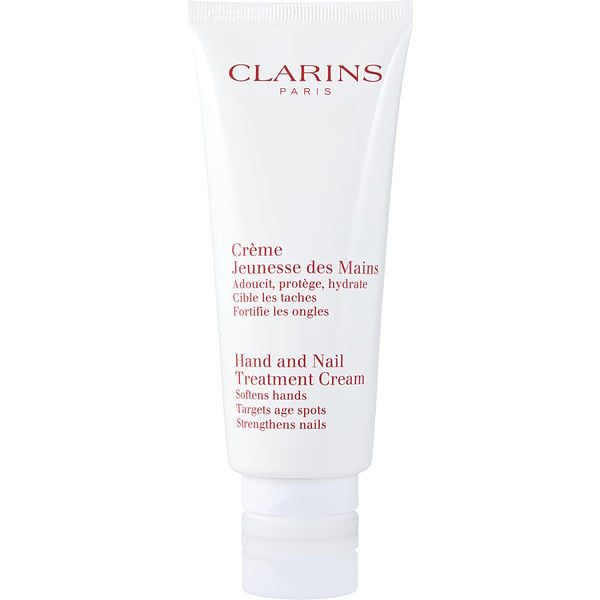 CLARINS
PARIS
Crème
Jeunesse des Mains
Adoucit, protège, hydrate
Cible les taches
Fortifie les ongles
Hand and Nail
Treatment Cream
Softens hands
Targets age spots
Strengthens nails